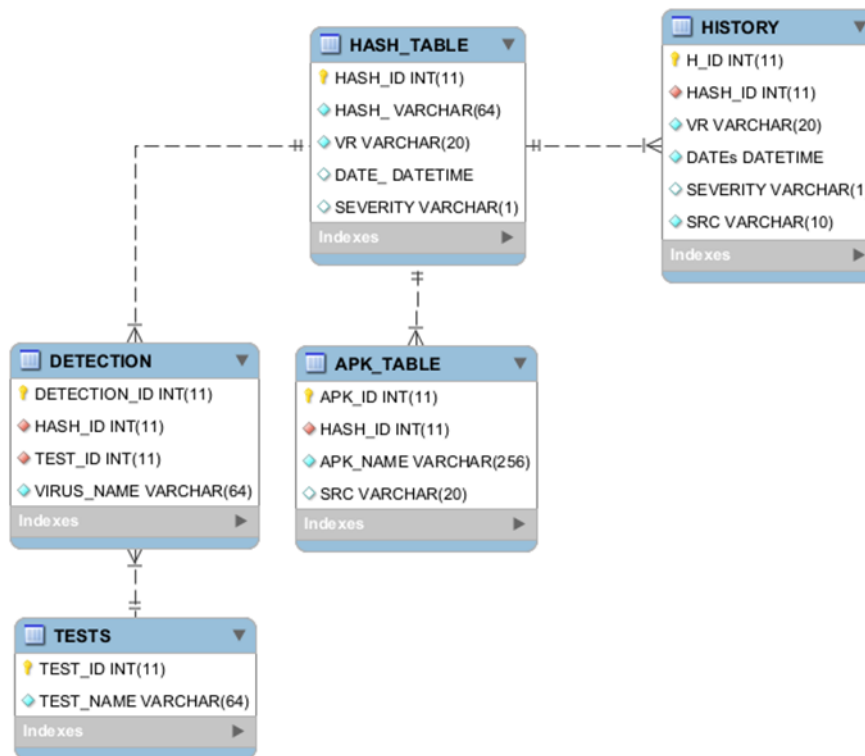 HASH_TABLE
HASH_ID INT(11)
HASH_ VARCHAR(64)
VR VARCHAR(20)
DATE_ DATETIME
SEVERITY VARCHAR(1)
Indexes
HISTORY
H_ID INT(11)
HASH_ID INT(11)
VR VARCHAR(20)
DATEs DATETIME
SEVERITY VARCHAR(1
SRC VARCHAR(10)
Indexes
DETECTION
DETECTION_ID INT(11)
HASH_ID INT(11)
TEST_ID INT(11)
VIRUS_NAME VARCHAR(64)
Indexes
APK_TABLE
APK_ID INT(11)
HASH_ID INT(11)
APK_NAME VARCHAR(256)
SRC VARCHAR(20)
Indexes
TESTS
TEST_ID INT(11)
TEST_NAME VARCHAR(64)
Indexes